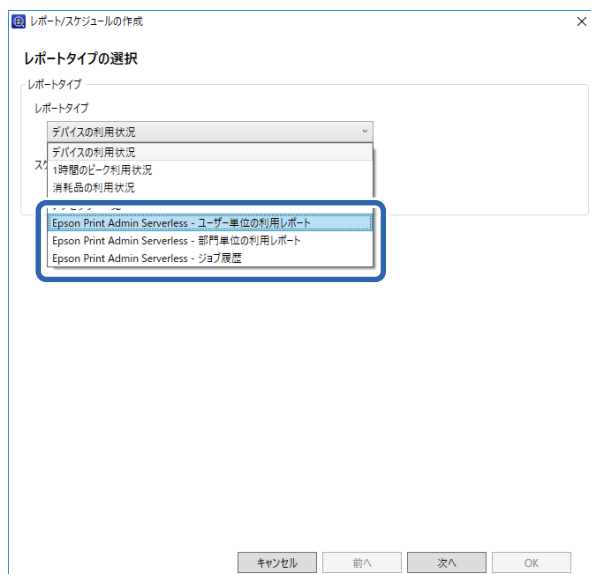 レポート/スケジュールの作成
レポートタイプの選択
レポートタイプ
レポートタイプ
デバイスの利用状況
デバイスの利用状況
1時間のピーク利用状況
消耗品の利用状況
Epson Print Admin Serverless - ユーザー単位の利用レポート
Epson Print Admin Serverless - 部門単位の利用レポート
Epson Print Admin Serverless - ジョブ履歴
キャンセル
前へ
次へ
OK